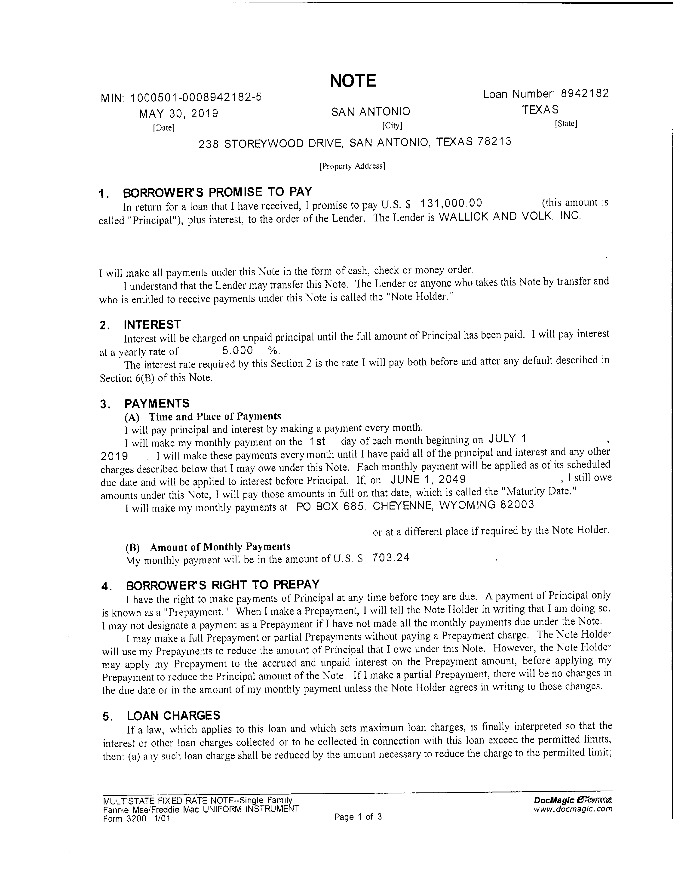 NOTE
MIN: 1000501-0008942182-5 Loan Number: 8942182
MAY 30, 2019 SAN ANTONIO TEXAS
[Date] [City] [State]
238 STOREYWOOD DRIVE, SAN ANTONIO, TEXAS 78213
[Property Address]
1. BORROWER'S PROMISE TO PAY
In return for a loan that I have received, I promise to pay U.S. $ 131,000.00 (this amount is
called "Principal"), plus interest, to the order of the Lender. The Lender is WALLICK AND VOLK, INC.
.
I will make all payments under this Note in the form of cash, check or money order.
I understand that the Lender may transfer this Note. The Lender or anyone who takes this Note by transfer and
who is entitled to receive payments under this Note is called the "Note Holder."
2. INTEREST
Interest will be charged on unpaid principal until the full amount of Principal has been paid. I will pay interest
at a yearly rate of 5.000 %.
The interest rate required by this Section 2 is the rate I will pay both before and after any default described in
Section 6(B) of this Note.
3. PAYMENTS
(A) Time and Place of Payments
I will pay principal and interest by making a payment every month.
I will make my monthly payment on the 1st day of each month beginning on JULY 1 ,
2019 . I will make these payments every month until I have paid all of the principal and interest and any other
charges described below that I may owe under this Note. Each monthly payment will be applied as of its scheduled
due date and will be applied to interest before Principal. If, on JUNE 1, 2049 , I still owe
amounts under this Note, I will pay those amounts in full on that date, which is called the "Maturity Date."
I will make my monthly payments at PO BOX 685, CHEYENNE, WYOMING 82003
or at a different place if required by the Note Holder.
(B) Amount of Monthly Payments
My monthly payment will be in the amount of U.S. $ 703.24 .
4. BORROWER'S RIGHT TO PREPAY
I have the right to make payments of Principal at any time before they are due. A payment of Principal only
is known as a "Prepayment." When I make a Prepayment, I will tell the Note Holder in writing that I am doing so.
I may not designate a payment as a Prepayment if I have not made all the monthly payments due under the Note.
I may make a full Prepayment or partial Prepayments without paying a Prepayment charge. The Note Holder
will use my Prepayments to reduce the amount of Principal that I owe under this Note. However, the Note Holder
may apply my Prepayment to the accrued and unpaid interest on the Prepayment amount, before applying my
Prepayment to reduce the Principal amount of the Note. If I make a partial Prepayment, there will be no changes in
the due date or in the amount of my monthly payment unless the Note Holder agrees in writing to those changes.
5. LOAN CHARGES
If a law, which applies to this loan and which sets maximum loan charges, is finally interpreted so that the
interest or other loan charges collected or to be collected in connection with this loan exceed the permitted limits,
then: (a) any such loan charge shall be reduced by the amount necessary to reduce the charge to the permitted limit;
MULTISTATE FIXED RATE NOTE--Single Family DocMagic eForms
Fannie Mae/Freddie Mac UNIFORM INSTRUMENT www.docmagic.com
Form 3200 1/01 Page 1 of 3